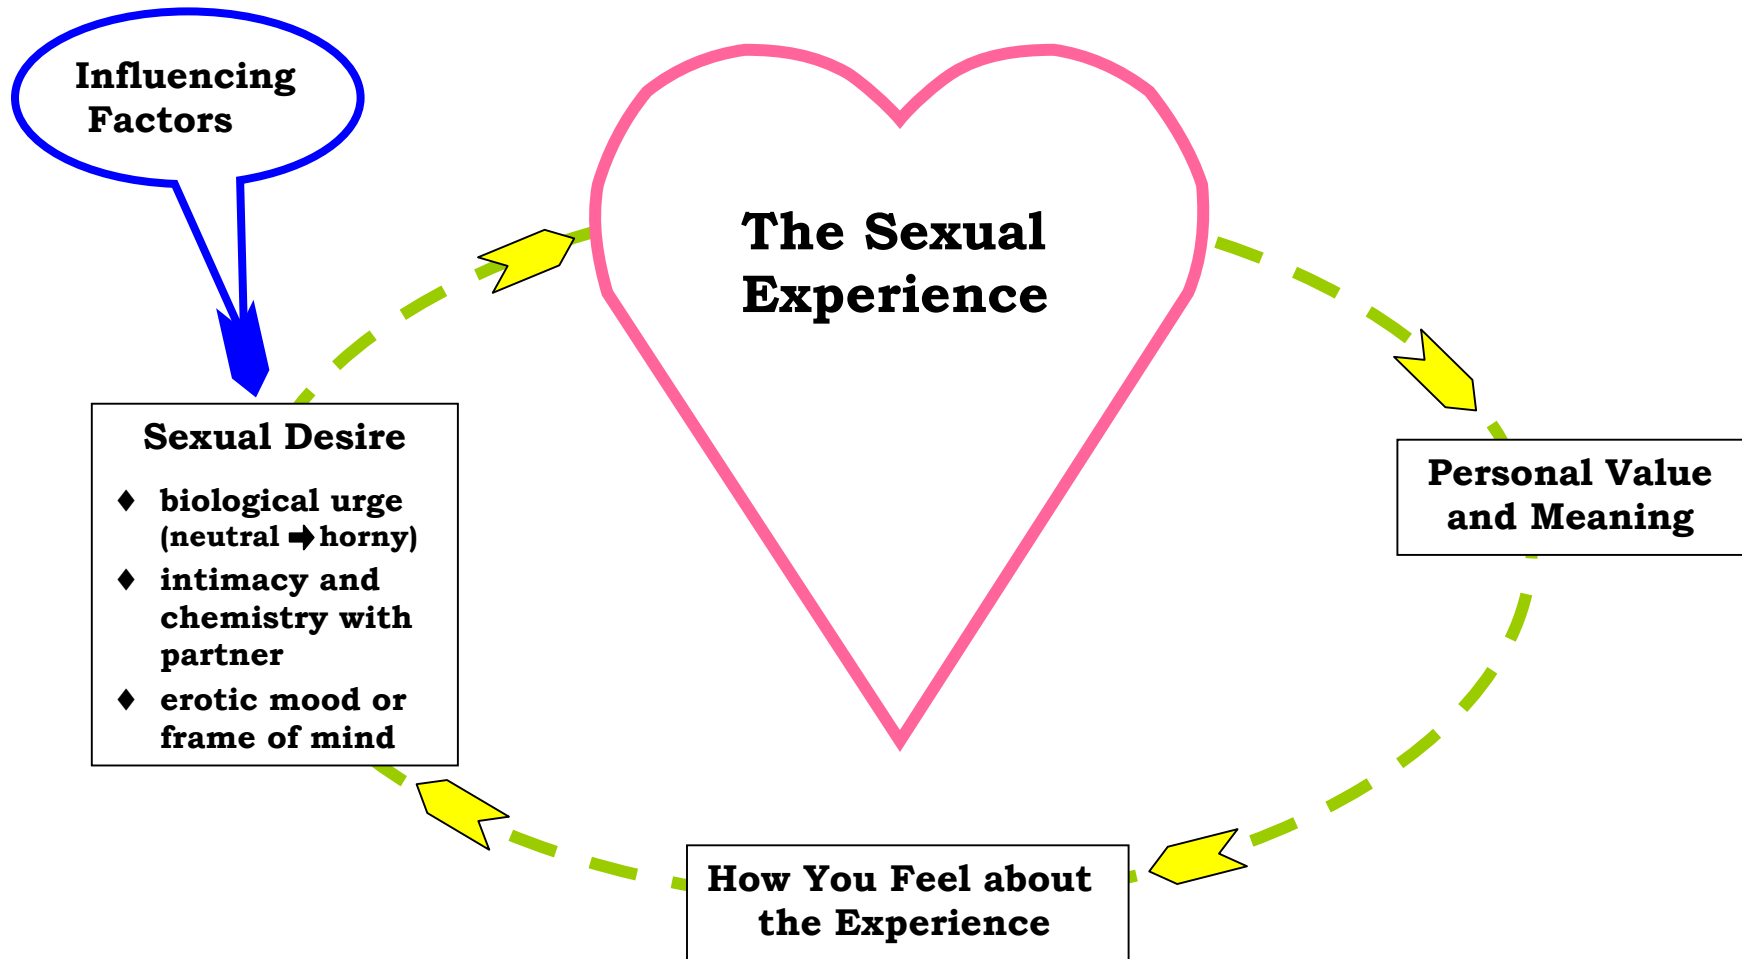 Influencing
Factors
The Sexual
Experience
Sexual Desire
♦ biological urge
(neutral ➡ horny)
♦ intimacy and
chemistry with
partner
♦ erotic mood or
frame of mind
Personal Value
and Meaning
How You Feel about
the Experience